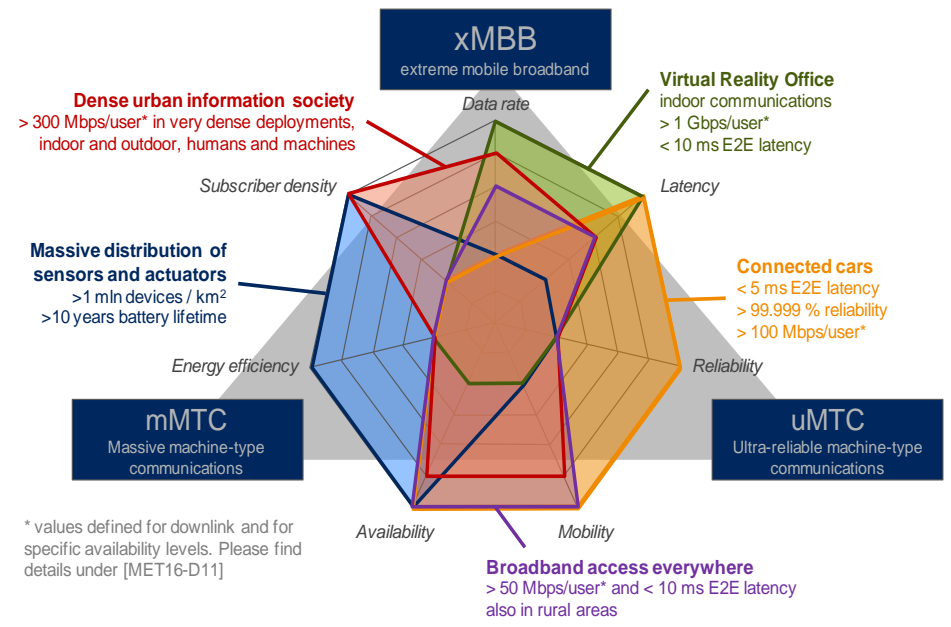 xMBB
extreme mobile broadband
Dense urban information society
> 300 Mbps/user* in very dense deployments,
indoor and outdoor, humans and machines
Data rate
Virtual Reality Office
indoor communications
> 1 Gbps/user*
< 10 ms E2E latency
Subscriber density
Latency
Massive distribution of
sensors and actuators
>1 mln devices / km²
>10 years battery lifetime
Connected cars
< 5 ms E2E latency
> 99.999 % reliability
> 100 Mbps/user*
Energy efficiency
Reliability
mMTC
Massive machine-type
communications
uMTC
Ultra-reliable machine-type
communications
Availability
Mobility
* values defined for downlink and for
specific availability levels. Please find
details under [MET16-D11]
Broadband access everywhere
> 50 Mbps/user* and < 10 ms E2E latency
also in rural areas